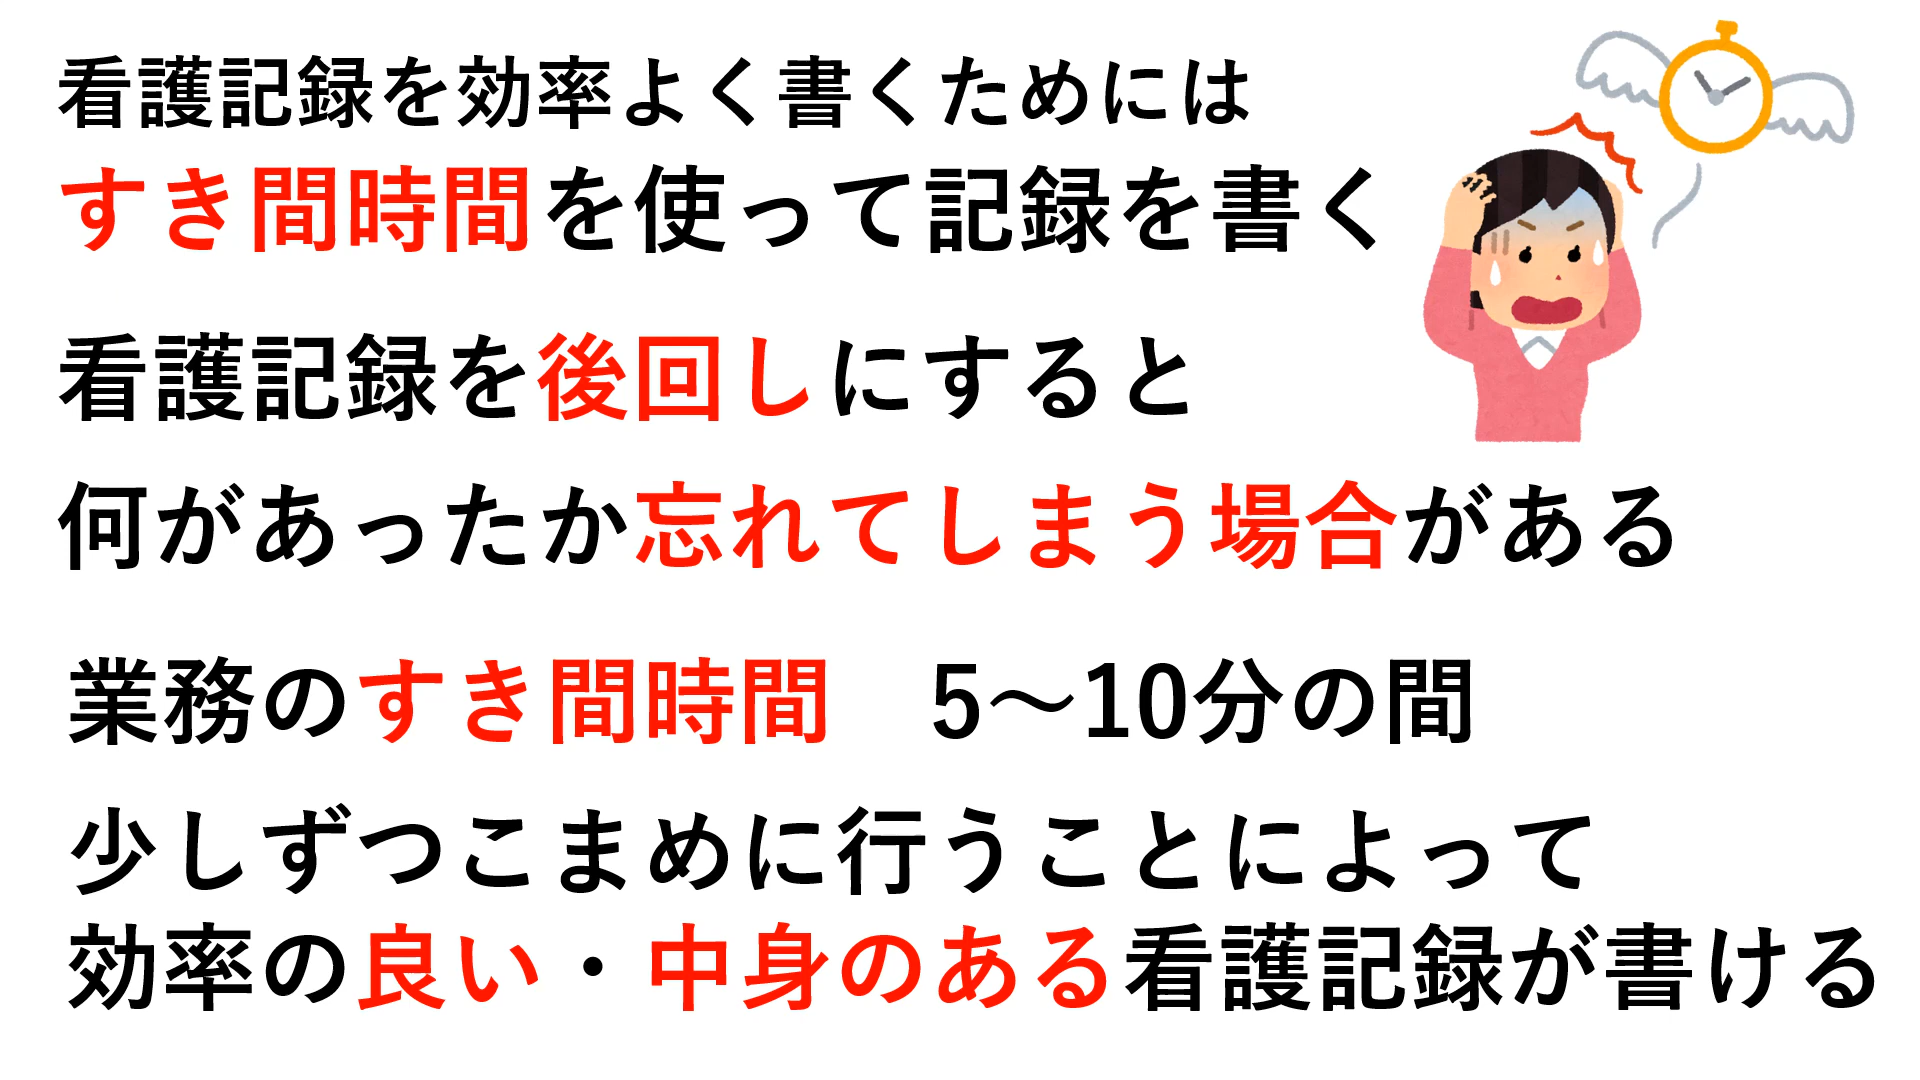 看護記録を効率よく書くためには
すき間時間を使って記録を書く
看護記録を後回しにすると
何があったか忘れてしまう場合がある
業務のすき間時間　5～10分の間
少しずつこまめに行うことによって
効率の良い・中身のある看護記録が書ける